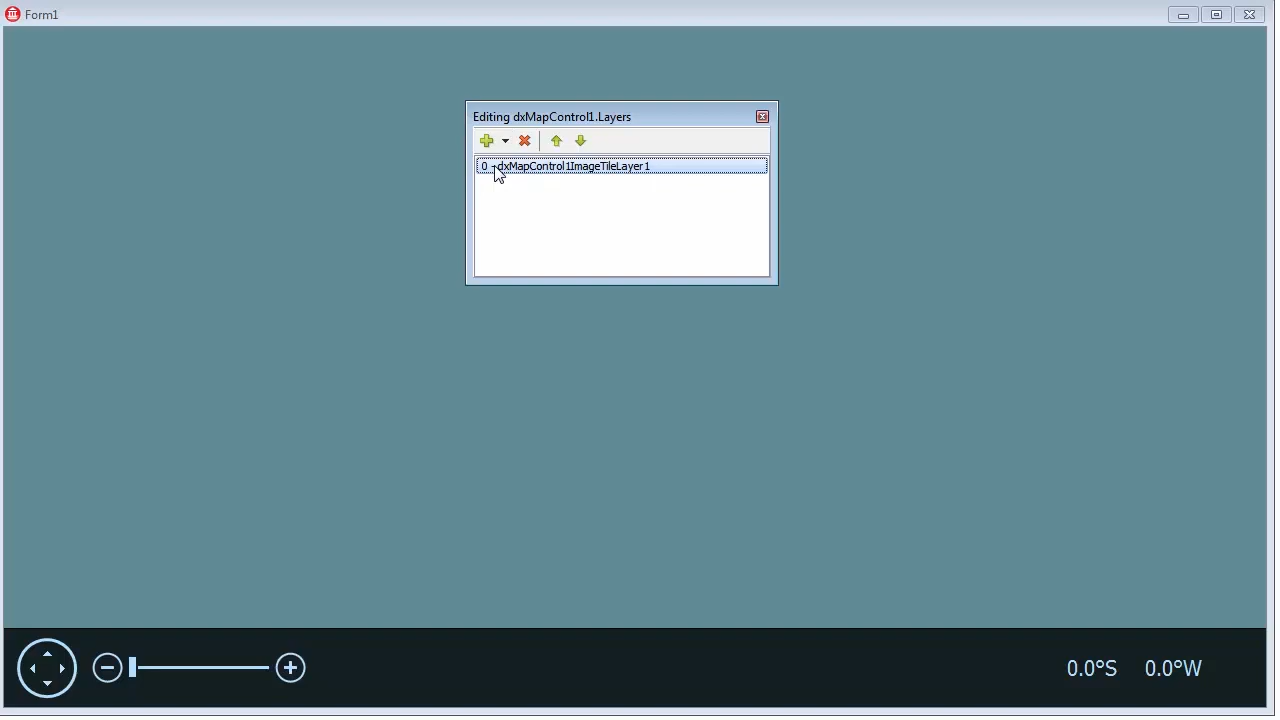 Form1
Editing dxMapControl1.Layers
0 - dxMapControl1ImageTileLayer1
0.0°S 0.0°W